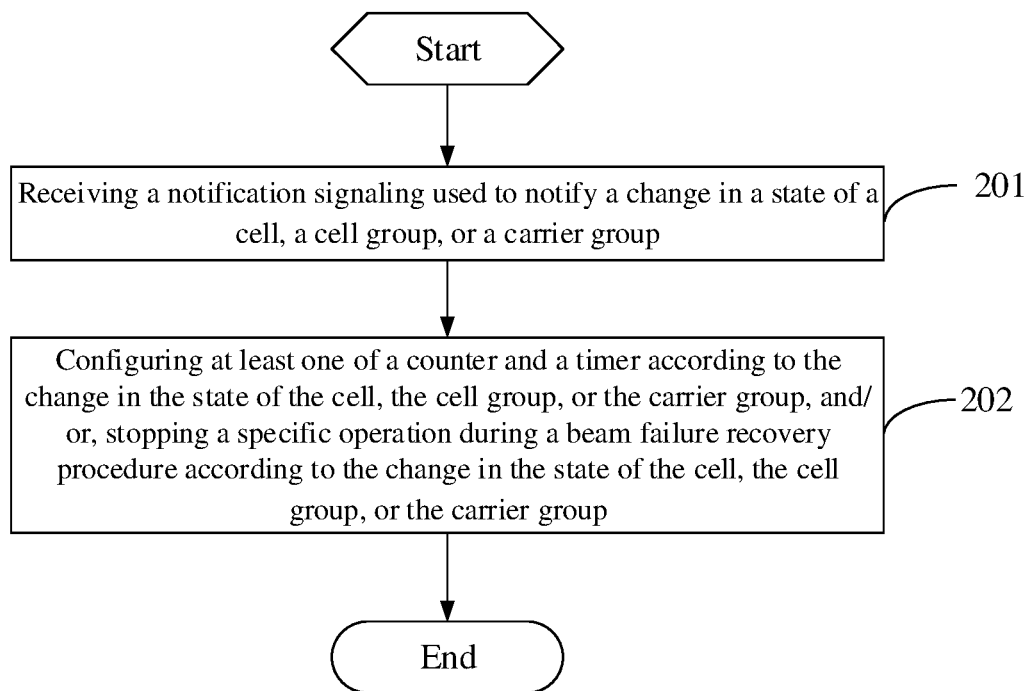 Start
Receiving a notification signaling used to notify a change in a state of a
cell, a cell group, or a carrier group
201
Configuring at least one of a counter and a timer according to the
change in the state of the cell, the cell group, or the carrier group, and/
or, stopping a specific operation during a beam failure recovery
procedure according to the change in the state of the cell, the cell
group, or the carrier group
202
End